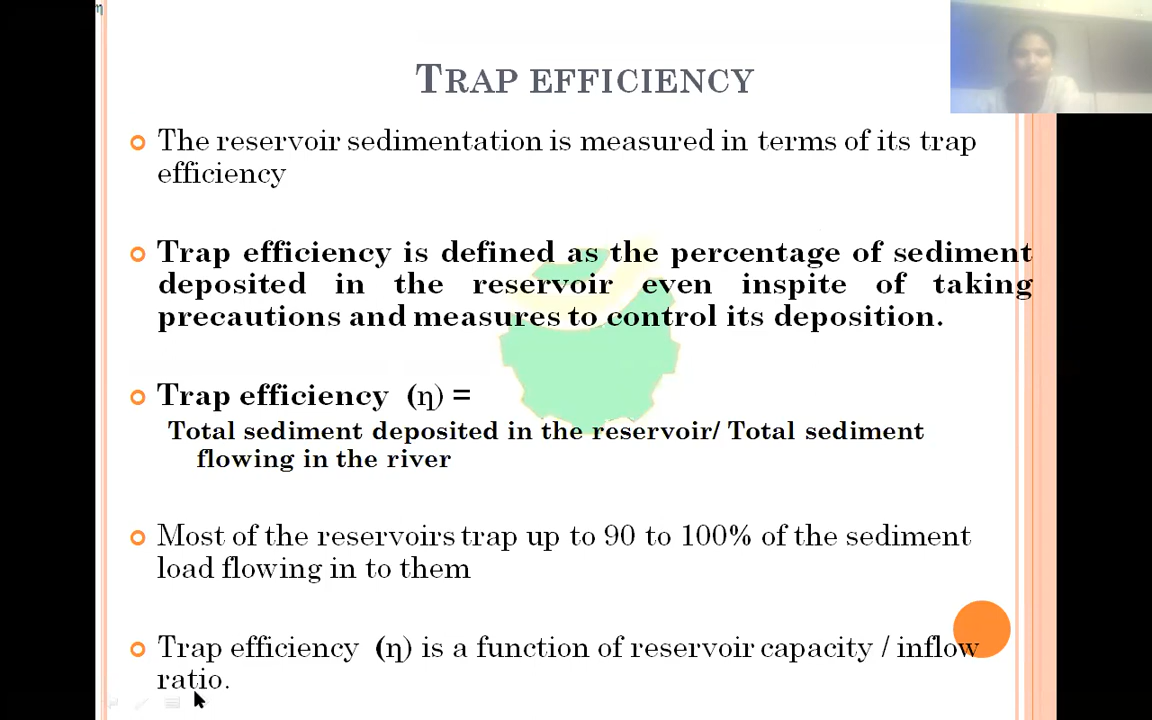 η
TRAP EFFICIENCY
The reservoir sedimentation is measured in terms of its trap
efficiency
Trap efficiency is defined as the percentage of sediment
deposited in the reservoir even inspite of taking
precautions and measures to control its deposition.
Trap efficiency (η) =
Total sediment deposited in the reservoir/ Total sediment
flowing in the river
Most of the reservoirs trap up to 90 to 100% of the sediment
load flowing in to them
Trap efficiency (η) is a function of reservoir capacity / inflow
ratio.